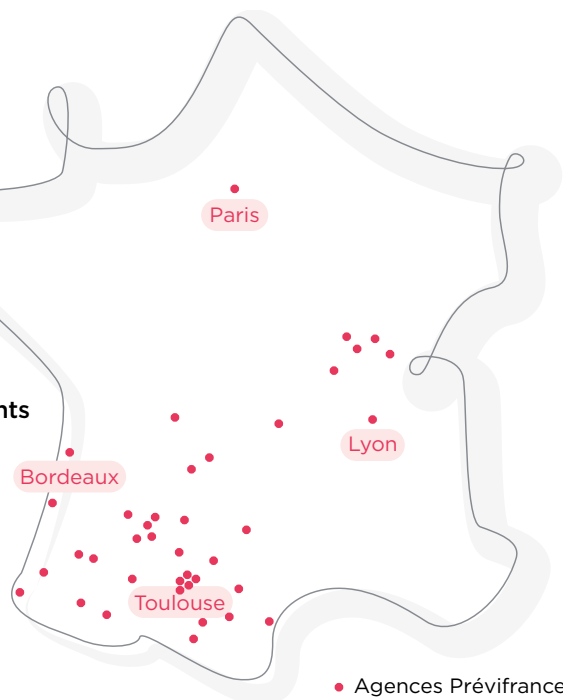 Paris
nts
Lyon
Bordeaux
Toulouse
Agences Prévifrance